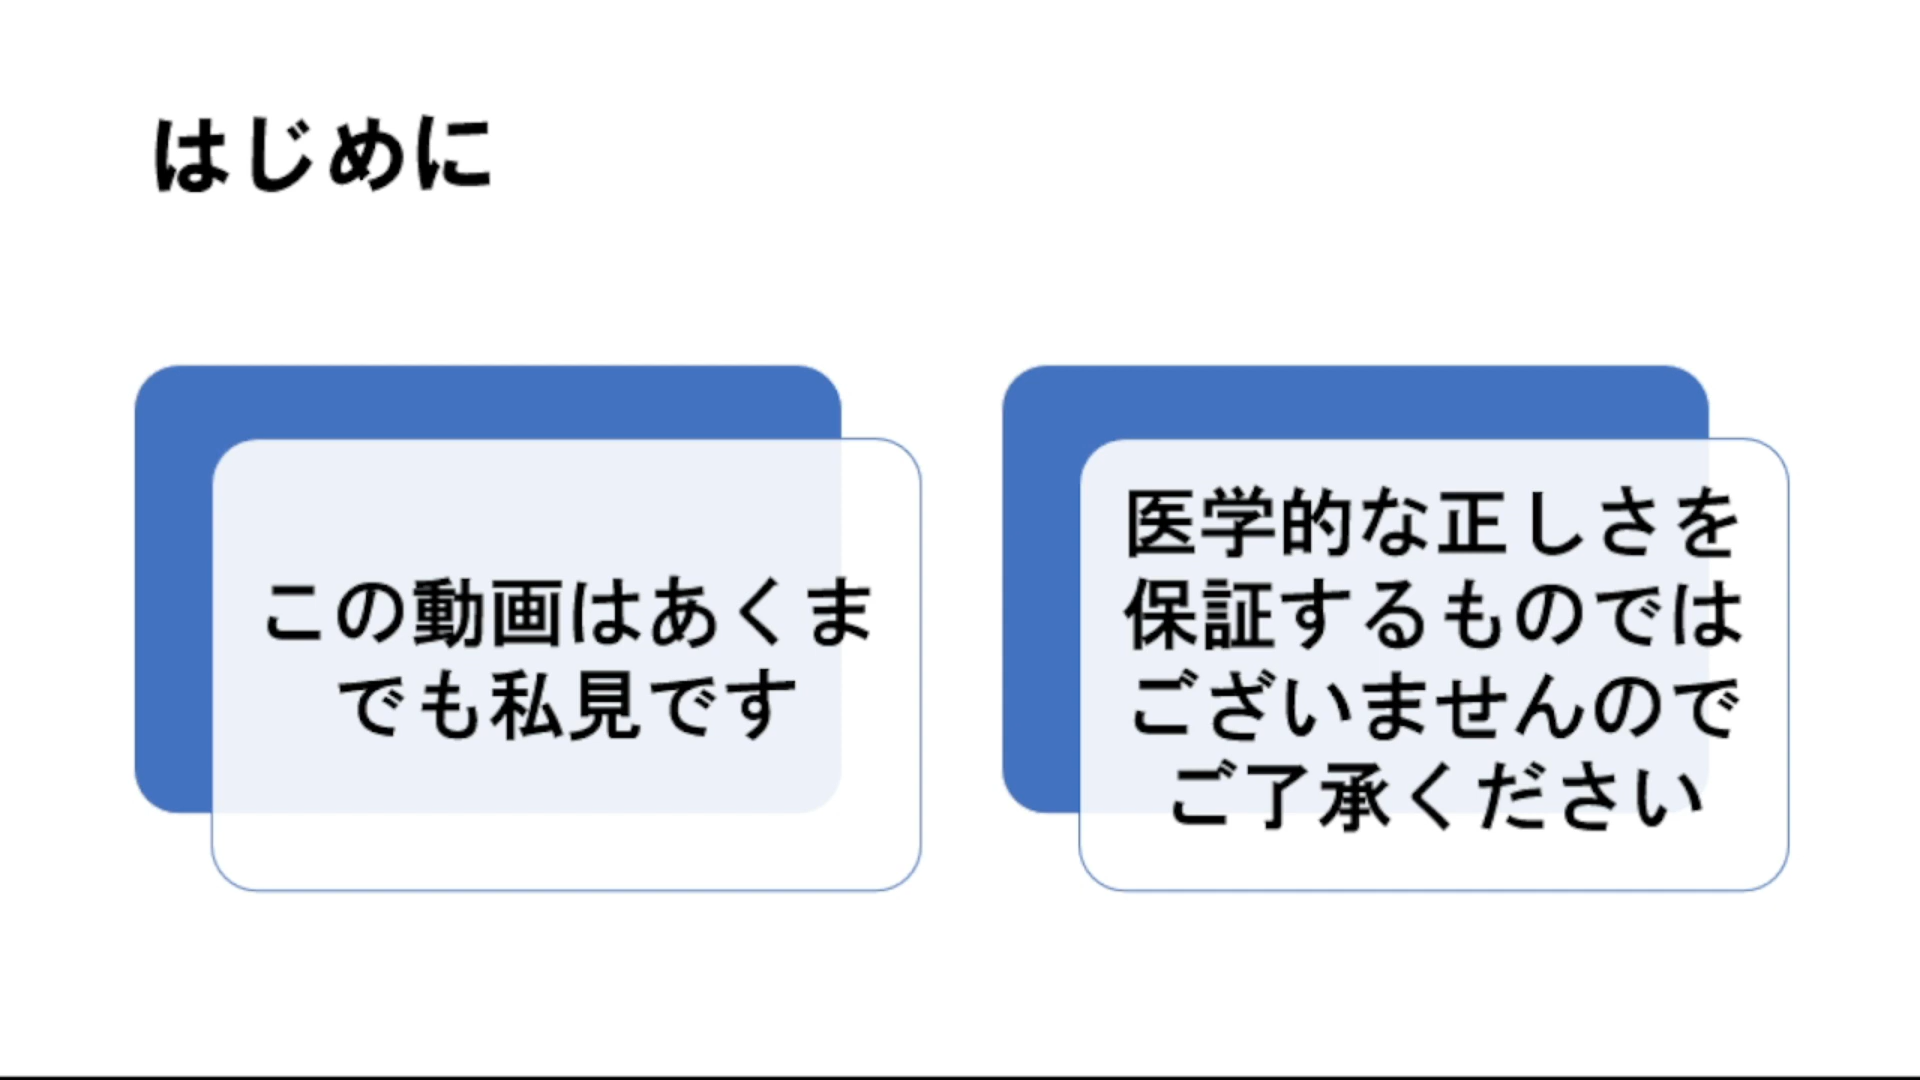 はじめに
この動画はあくま
でも私見です
医学的な正しさを
保証するものでは
ございませんので
ご了承ください